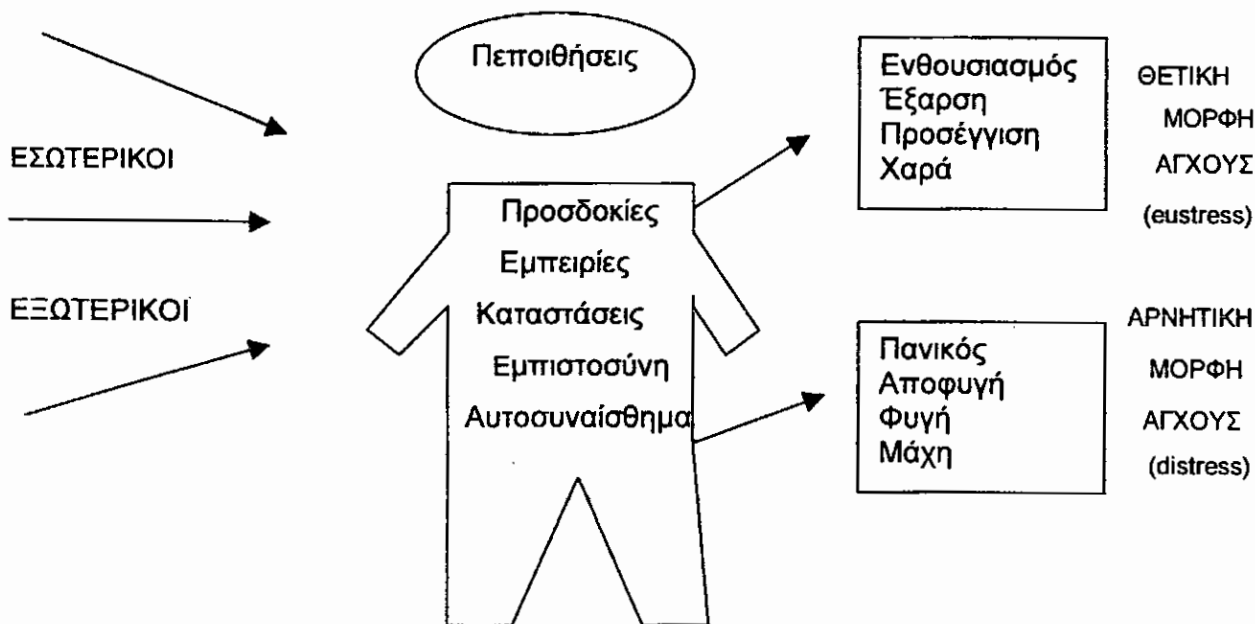 ΕΣΩΤΕΡΙΚΟΙ
ΕΞΩΤΕΡΙΚΟΙ
Πεποιθήσεις
Προσδοκίες
Εμπειρίες
Καταστάσεις
Εμπιστοσύνη
Αυτοσυναίσθημα
Ενθουσιασμός
Έξαρση
Προσέγγιση
Χαρά
ΘΕΤΙΚΗ
ΜΟΡΦΗ
ΑΓΧΟΥΣ
(eustress)
Πανικός
Αποφυγή
Φυγή
Μάχη
ΑΡΝΗΤΙΚΗ
ΜΟΡΦΗ
ΑΓΧΟΥΣ
(distress)